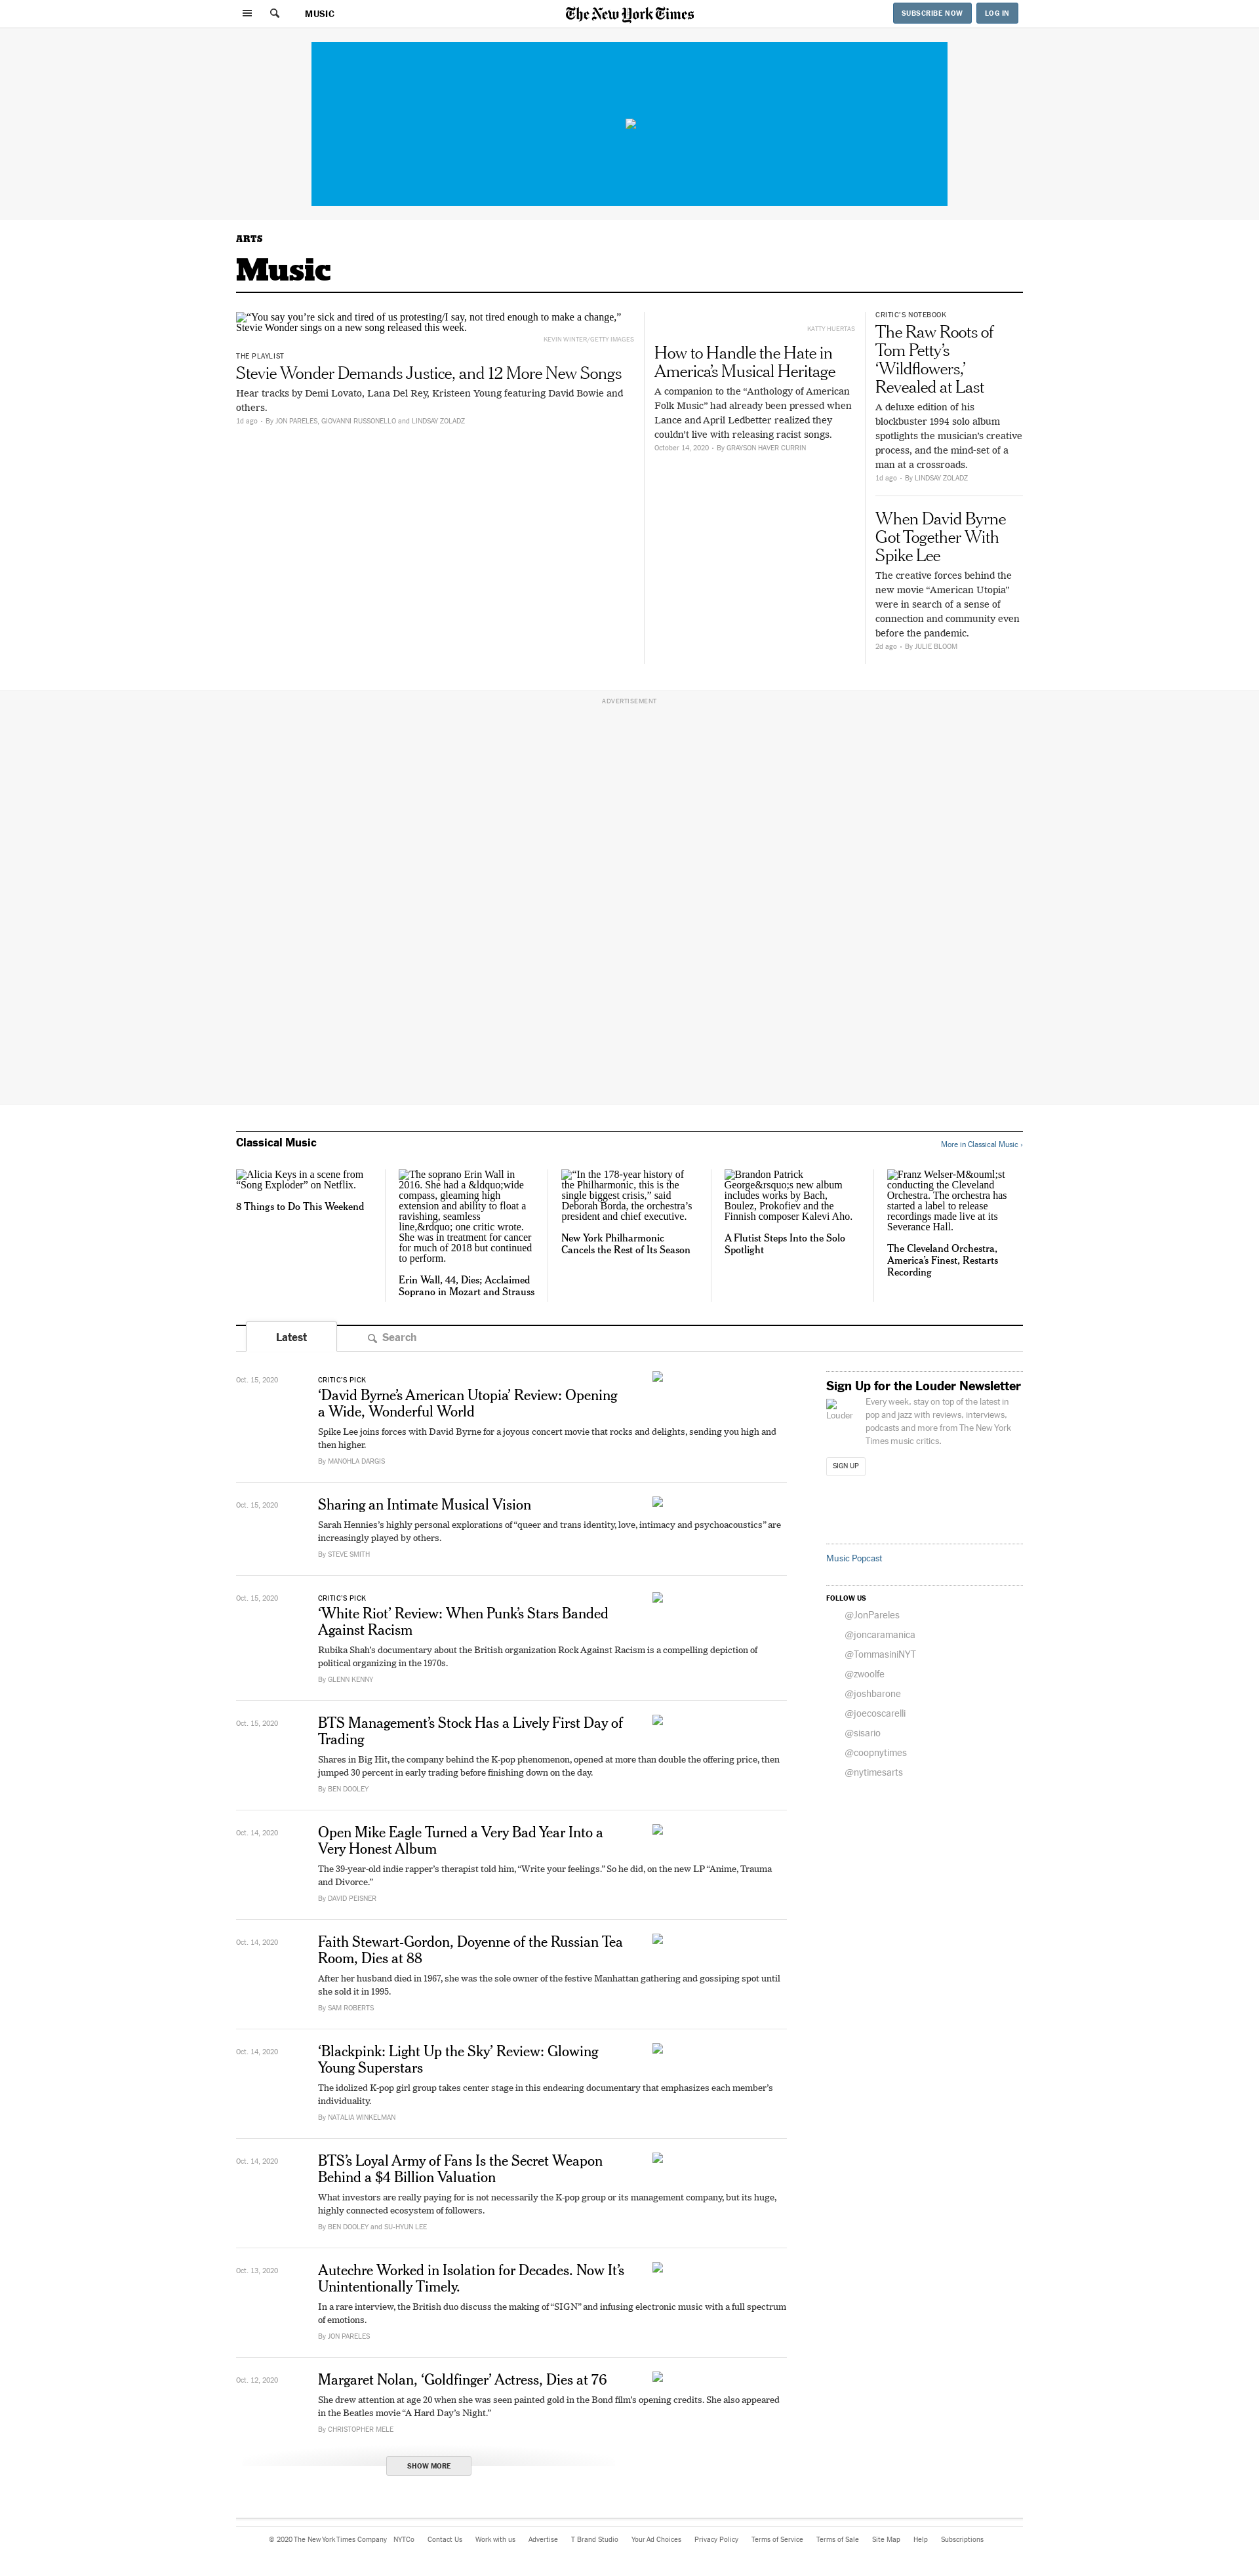 MUSIC
The New York Times
SUBSCRIBE NOW
LOG IN
ARTS
Music
“You say you’re sick and tired of us protesting/I say, not tired enough to make a change,”
Stevie Wonder sings on a new song released this week.
KEVIN WINTER/GETTY IMAGES
THE PLAYLIST
Stevie Wonder Demands Justice, and 12 More New Songs
Hear tracks by Demi Lovato, Lana Del Rey, Kristeen Young featuring David Bowie and
others.
1d ago • By JON PARELES, GIOVANNI RUSSONELLO and LINDSAY ZOLADZ
KATTY HUERTAS
How to Handle the Hate in
America’s Musical Heritage
A companion to the “Anthology of American
Folk Music” had already been pressed when
Lance and April Ledbetter realized they
couldn’t live with releasing racist songs.
October 14, 2020 • By GRAYSON HAVER CURRIN
CRITIC’S NOTEBOOK
The Raw Roots of
Tom Petty’s
‘Wildflowers,’
Revealed at Last
A deluxe edition of his
blockbuster 1994 solo album
spotlights the musician’s creative
process, and the mind-set of a
man at a crossroads.
1d ago • By LINDSAY ZOLADZ
When David Byrne
Got Together With
Spike Lee
The creative forces behind the
new movie “American Utopia”
were in search of a sense of
connection and community even
before the pandemic.
2d ago • By JULIE BLOOM
ADVERTISEMENT
Classical Music
More in Classical Music ›
Alicia Keys in a scene from
“Song Exploder” on Netflix.
8 Things to Do This Weekend
The soprano Erin Wall in
2016. She had a &ldquo;wide
compass, gleaming high
extension and ability to float a
ravishing, seamless
line,&rdquo; one critic wrote.
She was in treatment for cancer
for much of 2018 but continued
to perform.
Erin Wall, 44, Dies; Acclaimed
Soprano in Mozart and Strauss
“In the 178-year history of
the Philharmonic, this is the
single biggest crisis,” said
Deborah Borda, the orchestra’s
president and chief executive.
New York Philharmonic
Cancels the Rest of Its Season
Brandon Patrick
George&rsquo;s new album
includes works by Bach,
Boulez, Prokofiev and the
Finnish composer Kalevi Aho.
A Flutist Steps Into the Solo
Spotlight
Franz Welser-M&ouml;st
conducting the Cleveland
Orchestra. The orchestra has
started a label to release
recordings made live at its
Severance Hall.
The Cleveland Orchestra,
America’s Finest, Restarts
Recording
Latest
Search
Oct. 15, 2020
CRITIC’S PICK
‘David Byrne’s American Utopia’ Review: Opening
a Wide, Wonderful World
Spike Lee joins forces with David Byrne for a joyous concert movie that rocks and delights, sending you high and
then higher.
By MANOHLA DARGIS
Oct. 15, 2020
Sharing an Intimate Musical Vision
Sarah Hennies’s highly personal explorations of “queer and trans identity, love, intimacy and psychoacoustics” are
increasingly played by others.
By STEVE SMITH
Oct. 15, 2020
CRITIC’S PICK
‘White Riot’ Review: When Punk’s Stars Banded
Against Racism
Rubika Shah’s documentary about the British organization Rock Against Racism is a compelling depiction of
political organizing in the 1970s.
By GLENN KENNY
Oct. 15, 2020
BTS Management’s Stock Has a Lively First Day of
Trading
Shares in Big Hit, the company behind the K-pop phenomenon, opened at more than double the offering price, then
jumped 30 percent in early trading before finishing down on the day.
By BEN DOOLEY
Oct. 14, 2020
Open Mike Eagle Turned a Very Bad Year Into a
Very Honest Album
The 39-year-old indie rapper’s therapist told him, “Write your feelings.” So he did, on the new LP “Anime, Trauma
and Divorce.”
By DAVID PEISNER
Oct. 14, 2020
Faith Stewart-Gordon, Doyenne of the Russian Tea
Room, Dies at 88
After her husband died in 1967, she was the sole owner of the festive Manhattan gathering and gossiping spot until
she sold it in 1995.
By SAM ROBERTS
Oct. 14, 2020
‘Blackpink: Light Up the Sky’ Review: Glowing
Young Superstars
The idolized K-pop girl group takes center stage in this endearing documentary that emphasizes each member’s
individuality.
By NATALIA WINKELMAN
Oct. 14, 2020
BTS’s Loyal Army of Fans Is the Secret Weapon
Behind a $4 Billion Valuation
What investors are really paying for is not necessarily the K-pop group or its management company, but its huge,
highly connected ecosystem of followers.
By BEN DOOLEY and SU-HYUN LEE
Oct. 13, 2020
Autechre Worked in Isolation for Decades. Now It’s
Unintentionally Timely.
In a rare interview, the British duo discuss the making of “SIGN” and infusing electronic music with a full spectrum
of emotions.
By JON PARELES
Oct. 12, 2020
Margaret Nolan, ‘Goldfinger’ Actress, Dies at 76
She drew attention at age 20 when she was seen painted gold in the Bond film’s opening credits. She also appeared
in the Beatles movie “A Hard Day’s Night.”
By CHRISTOPHER MELE
SHOW MORE
Sign Up for the Louder Newsletter
Louder
Every week, stay on top of the latest in
pop and jazz with reviews, interviews,
podcasts and more from The New York
Times music critics.
SIGN UP
Music Popcast
FOLLOW US
@JonPareles
@joncaramanica
@TommasiniNYT
@zwoolfe
@joshbarone
@joecoscarelli
@sisario
@coopnytimes
@nytimesarts
© 2020 The New York Times Company NYTCo Contact Us Work with us Advertise T Brand Studio Your Ad Choices Privacy Policy Terms of Service Terms of Sale Site Map Help Subscriptions